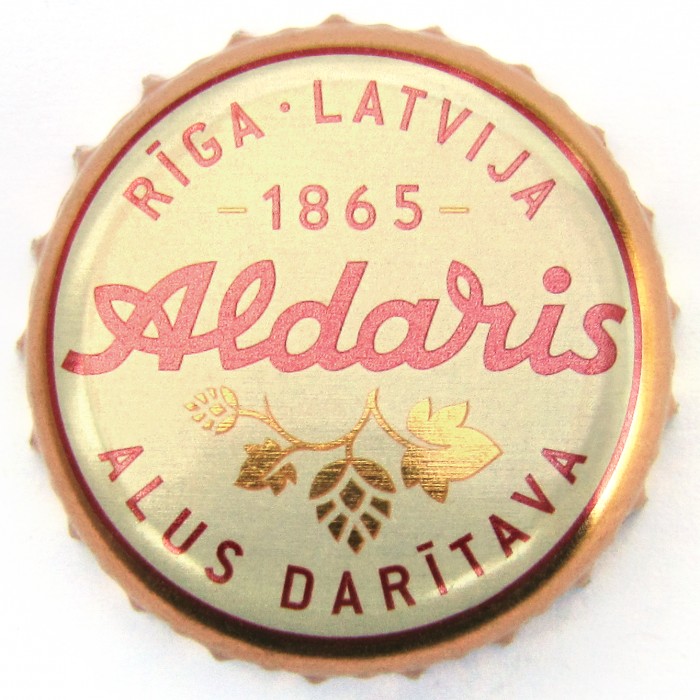 RĪGA · LATVIJA
- 1865 -
Aldaris
ALUS DARĪTAVA